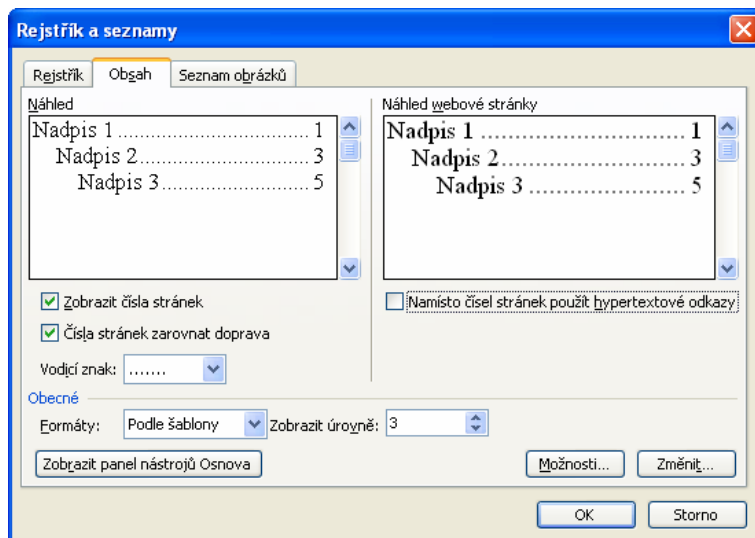 Rejstřík a seznamy
Rejstřík
Obsah
Seznam obrázků
Náhled
Nadpis 1 ................................ 1
Nadpis 2 ........................... 3
Nadpis 3 ....................... 5
Náhled webové stránky
Nadpis 1 ................................ 1
Nadpis 2 ........................... 3
Nadpis 3 ....................... 5
Zobrazit čísla stránek
Čísla stránek zarovnat doprava
Vodicí znak: .......
Namísto čísel stránek použít hypertextové odkazy
Obecné
Formáty: Podle šablony Zobrazit úrovně: 3
Zobrazit panel nástrojů Osnova
Možnosti...
Změnit...
OK
Storno